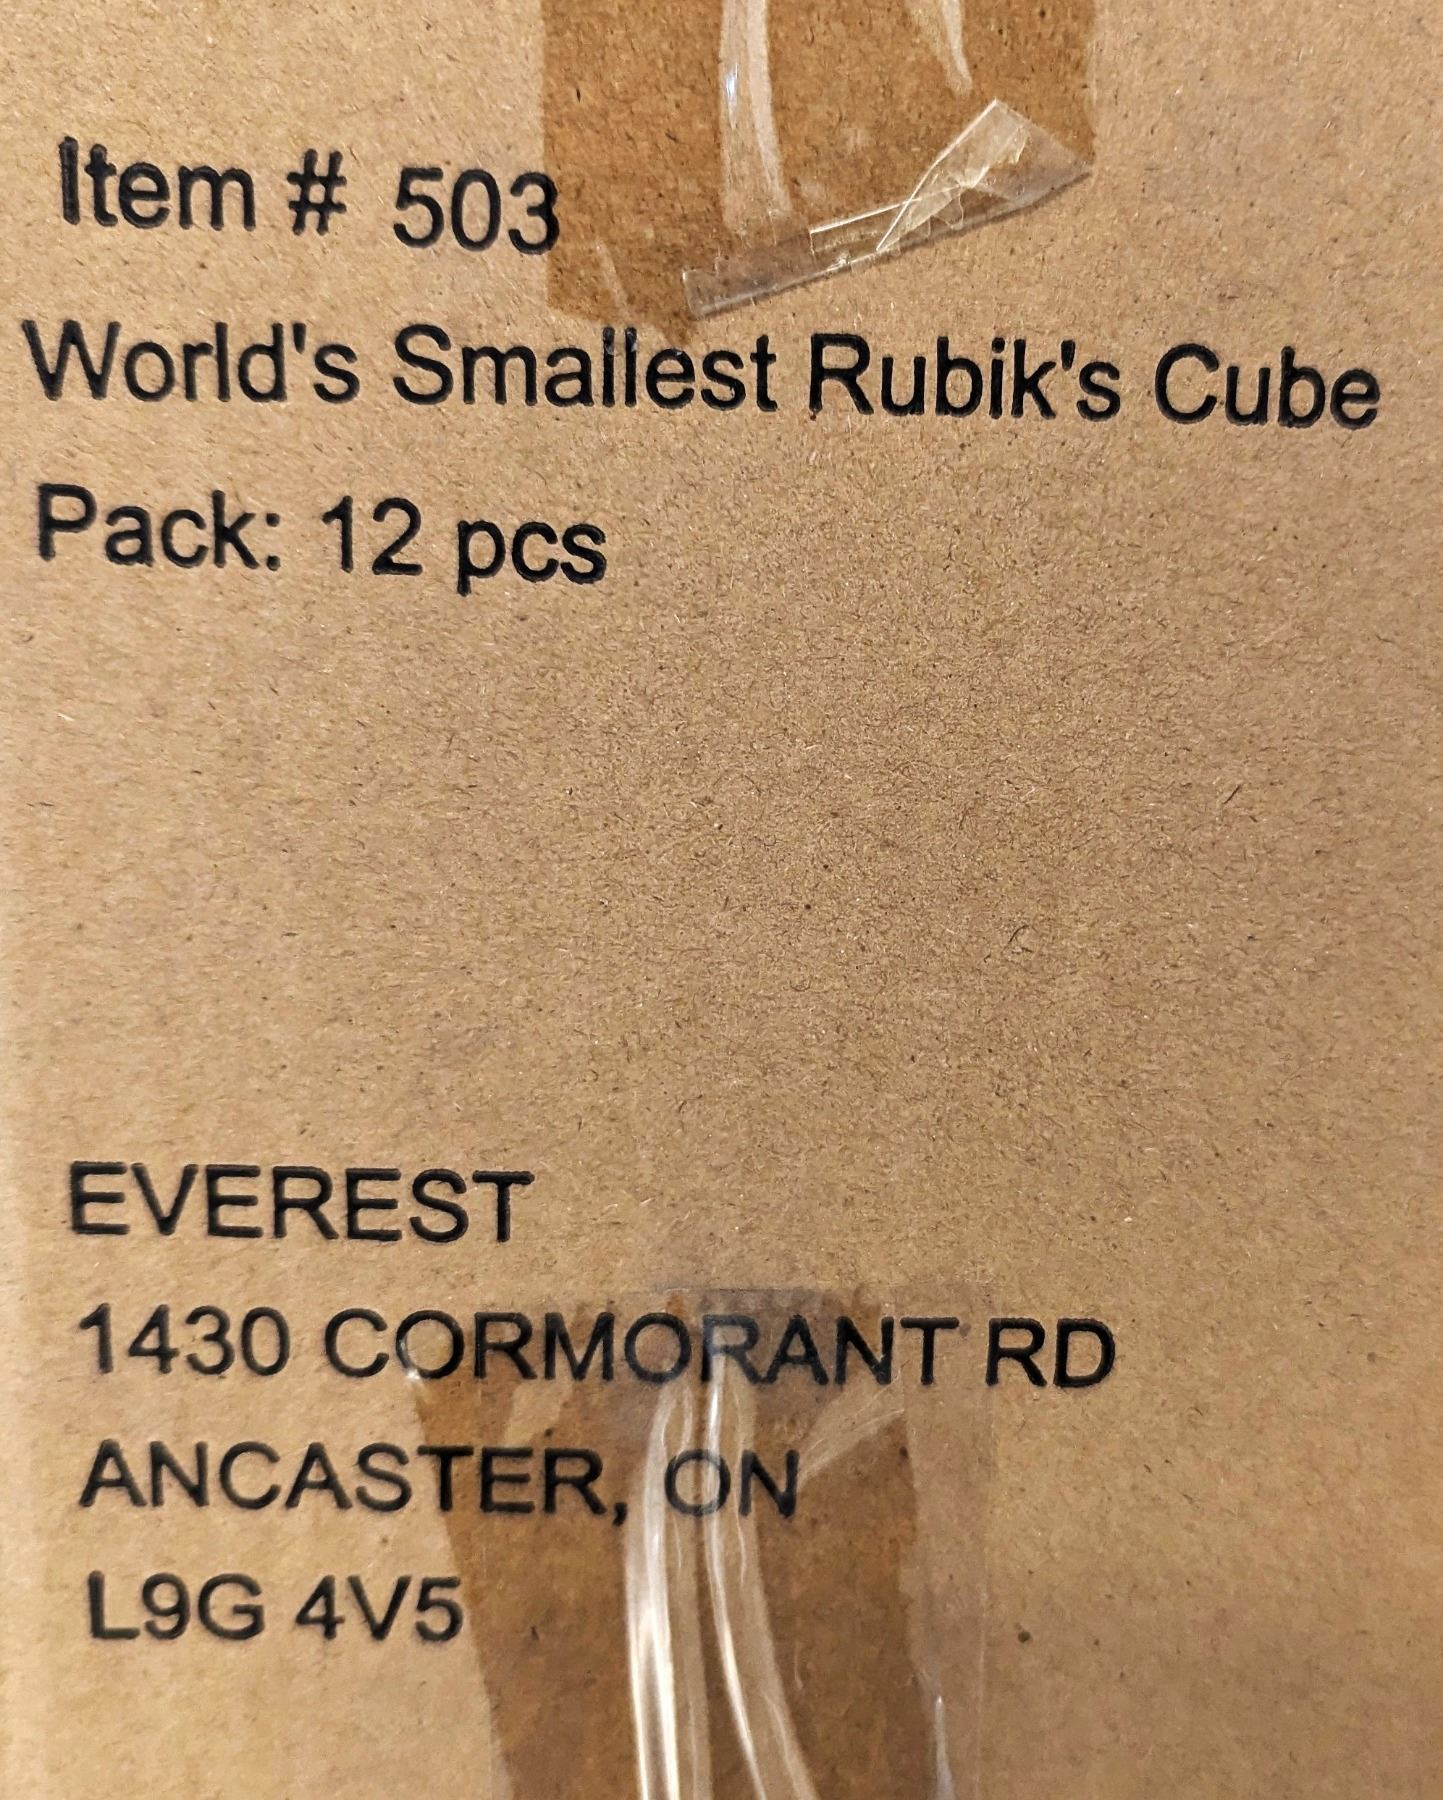 Item # 503
World's Smallest Rubik's Cube
Pack: 12 pcs
EVEREST
1430 CORMORANT RD
ANCASTER, ON
L9G 4V5